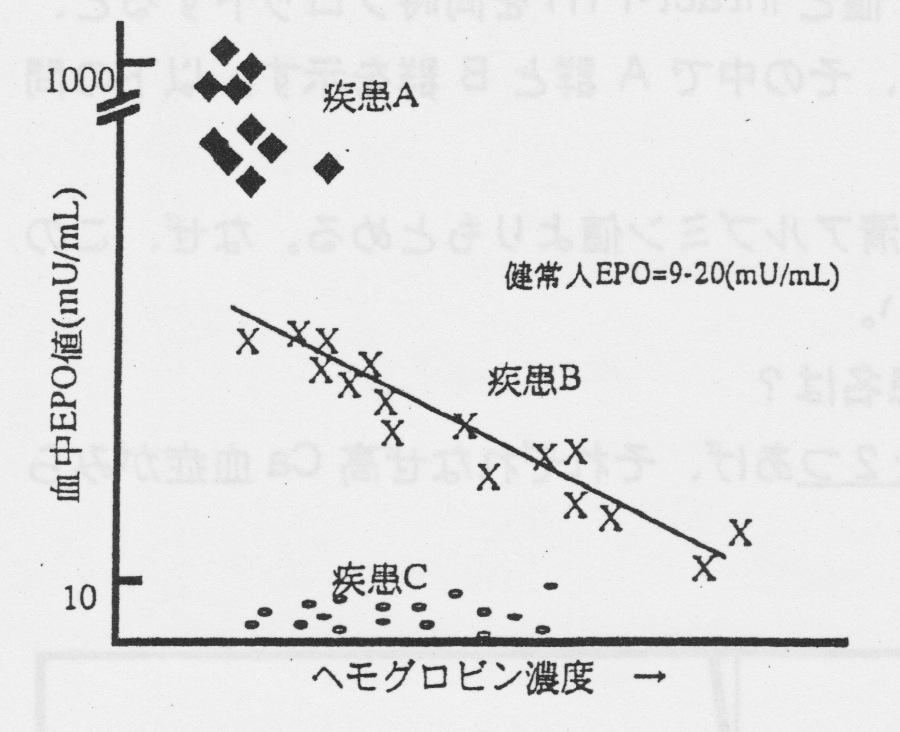 1000
疾患A
血中EPO値(mU/mL)
健常人EPO=9-20(mU/mL)
疾患B
疾患C
10
ヘモグロビン濃度 →